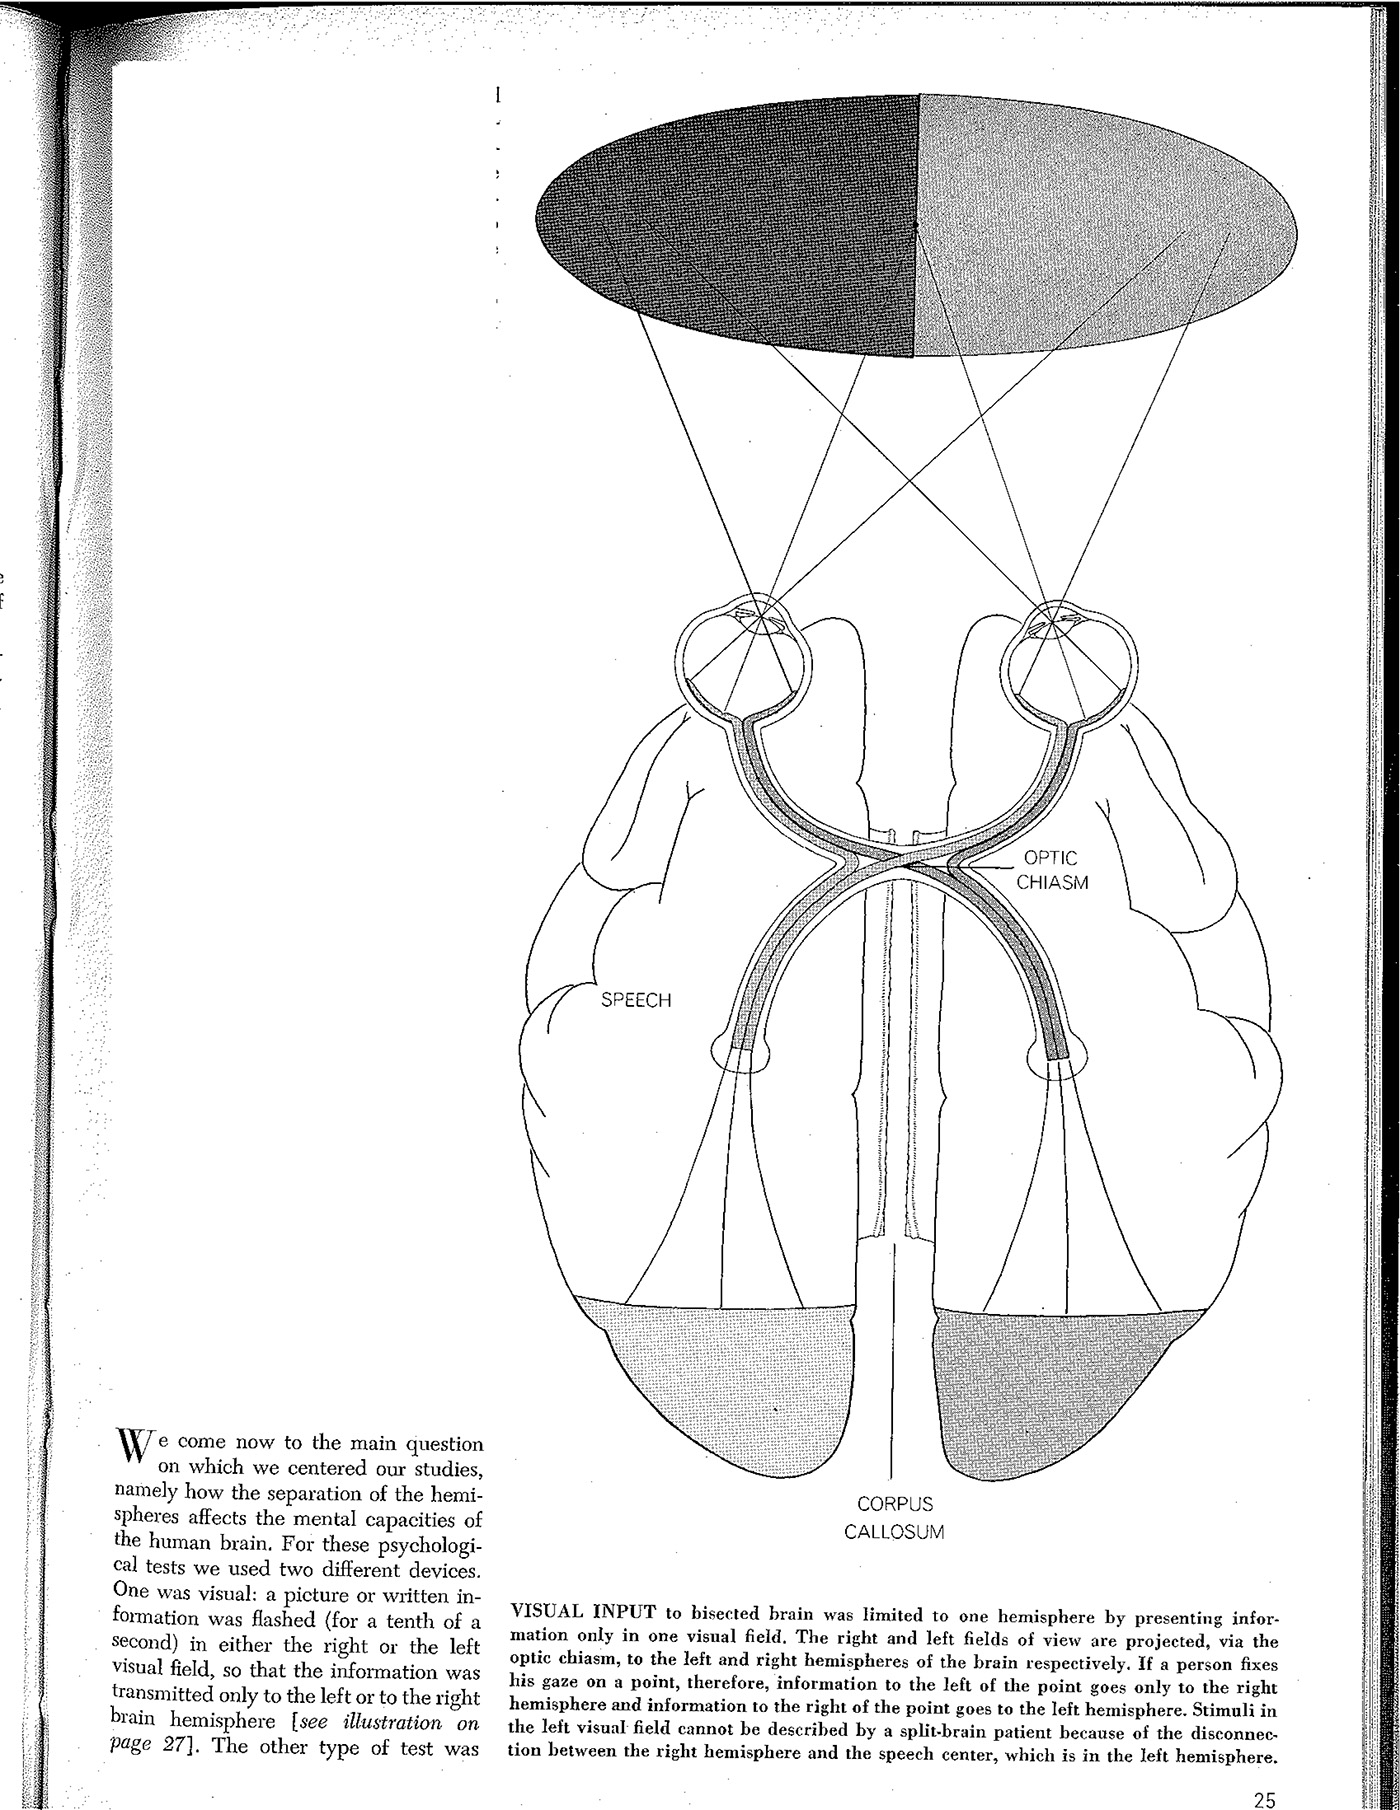 OPTIC
CHIASM
SPEECH
CORPUS
CALLOSUM
We come now to the main question
on which we centered our studies,
namely how the separation of the hemi-
spheres affects the mental capacities of
the human brain. For these psychologi-
cal tests we used two different devices.
One was visual: a picture or written in-
formation was flashed (for a tenth of a
second) in either the right or the left
visual field, so that the information was
transmitted only to the left or to the right
brain hemisphere [see illustration on
page 27]. The other type of test was
VISUAL INPUT to bisected brain was limited to one hemisphere by presenting infor-
mation only in one visual field. The right and left fields of view are projected, via the
optic chiasm, to the left and right hemispheres of the brain respectively. If a person fixes
his gaze on a point, therefore, information to the left of the point goes only to the right
hemisphere and information to the right of the point goes to the left hemisphere. Stimuli in
the left visual field cannot be described by a split-brain patient because of the disconnec-
tion between the right hemisphere and the speech center, which is in the left hemisphere.
25